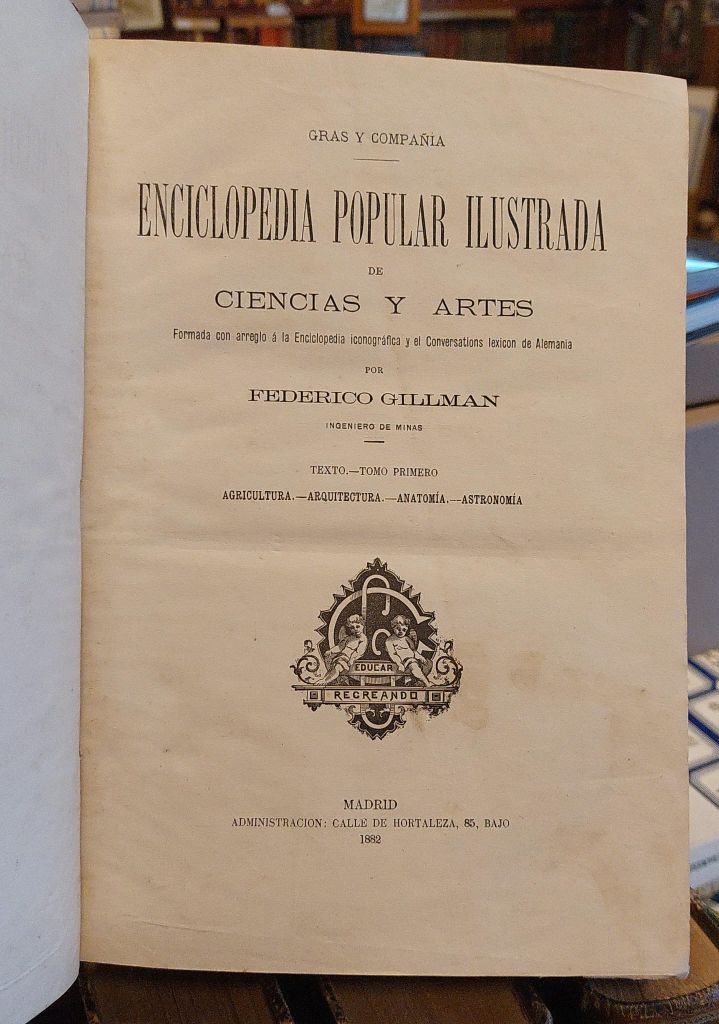 GRAS Y COMPAÑIA
ENCICLOPEDIA POPULAR ILUSTRADA
DE
CIENCIAS Y ARTES
Formada con arreglo á la Enciclopedia iconográfica y el Conversations lexicon de Alemania
POR
FEDERICO GILLMAN
INGENIERO DE MINAS
TEXTO.—TOMO PRIMERO
AGRICULTURA.—ARQUITECTURA.—ANATOMÍA.—ASTRONOMÍA
EDUCAR
RECREANDO
MADRID
ADMINISTRACION: CALLE DE HORTALEZA, 85, BAJO
1882